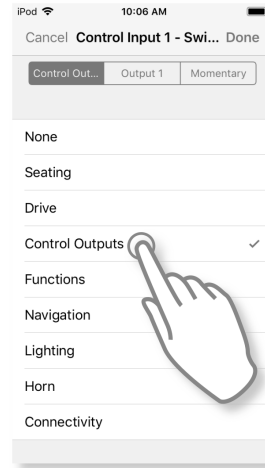 iPod 10:06 AM
Cancel Control Input 1 - Swi... Done
Control Out... Output 1 Momentary
None
Seating
Drive
Control Outputs
Functions
Navigation
Lighting
Horn
Connectivity